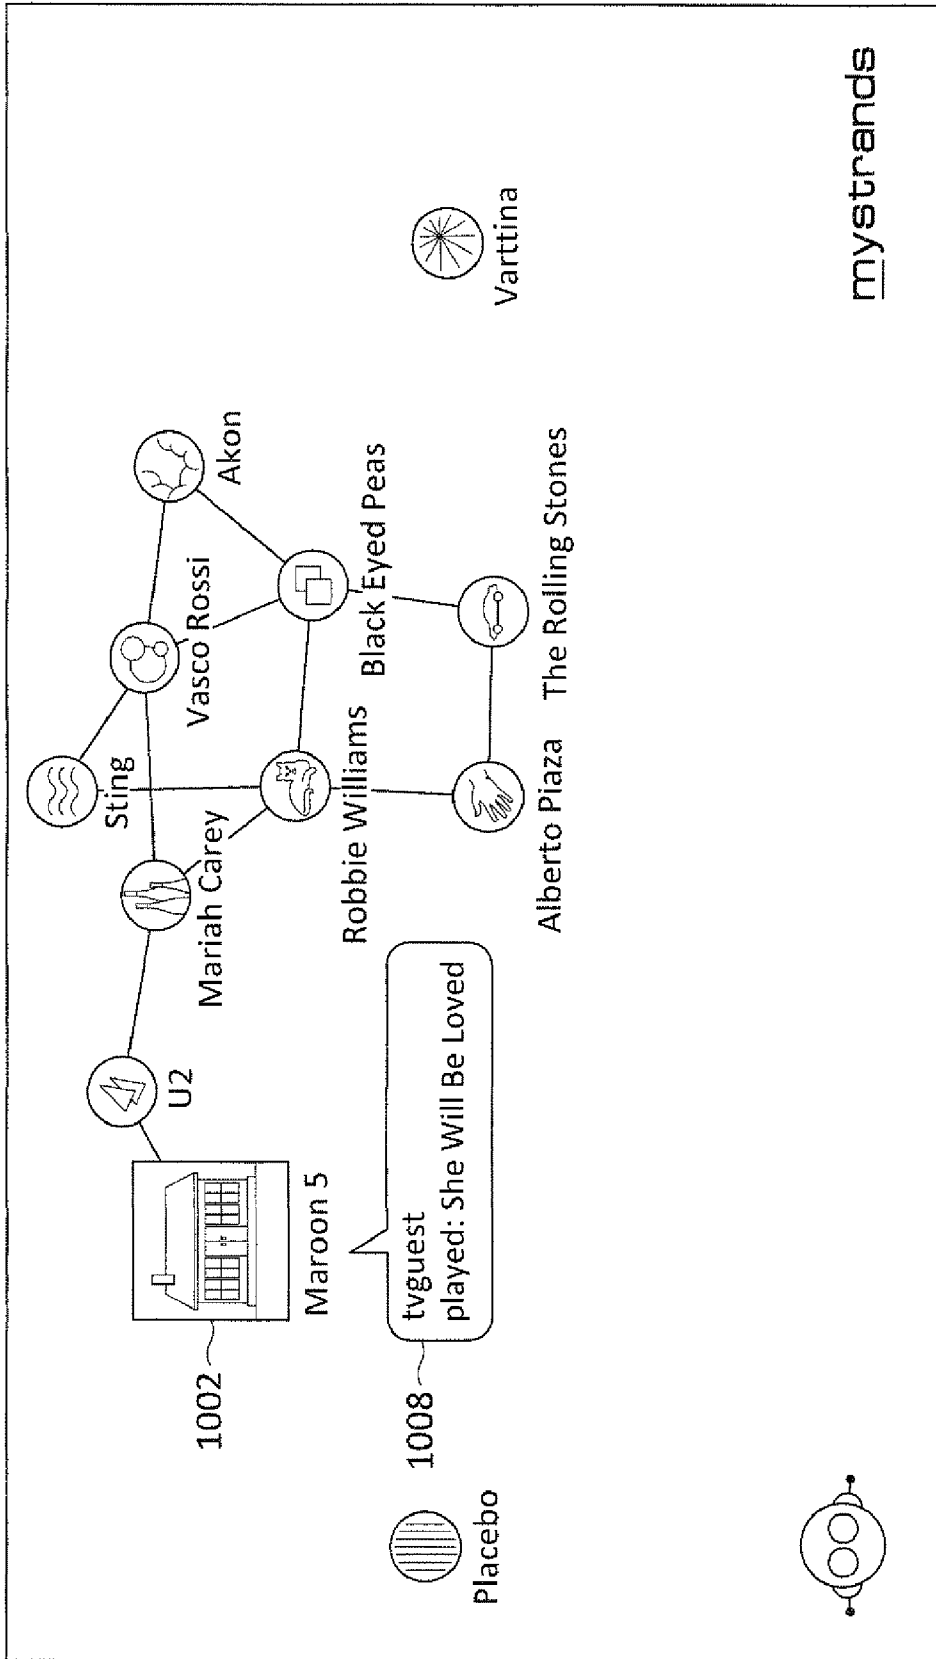 Sting
Vasco Rossi
Akon
U2
Mariah Carey
1002
Maroon 5
Robbie Williams
Black Eyed Peas
Varttina
1008
tvguest
played: She Will Be Loved
Placebo
Alberto Piaza
The Rolling Stones
mystrands